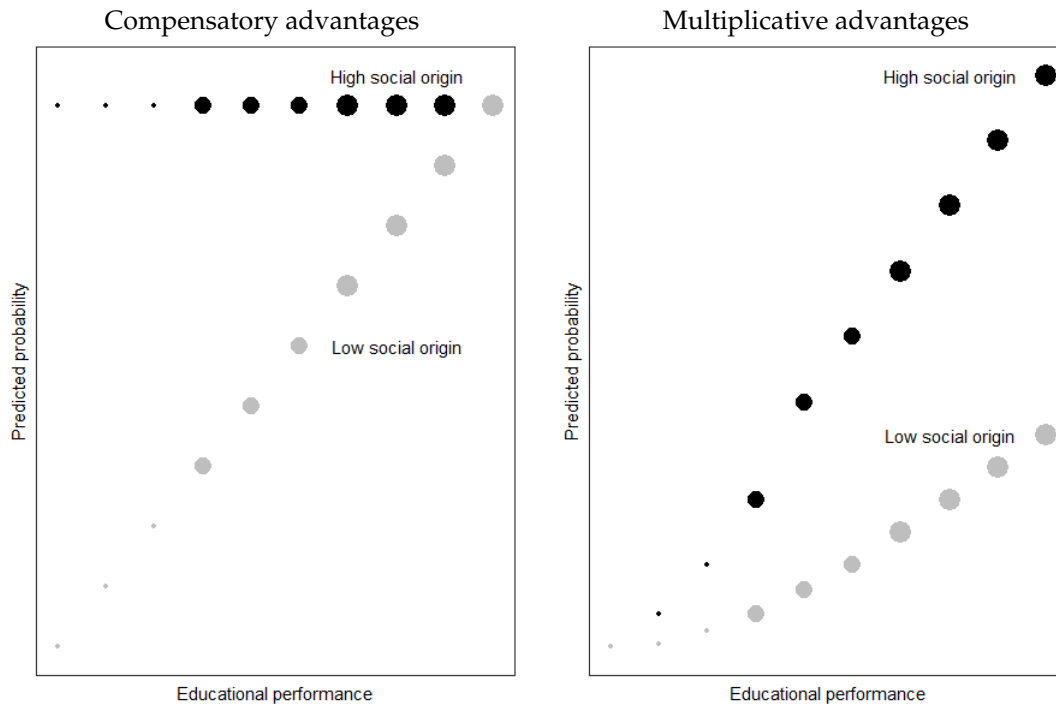 Compensatory advantages
High social origin
Low social origin
Predicted probability
Educational performance
Multiplicative advantages
High social origin
Low social origin
Predicted probability
Educational performance